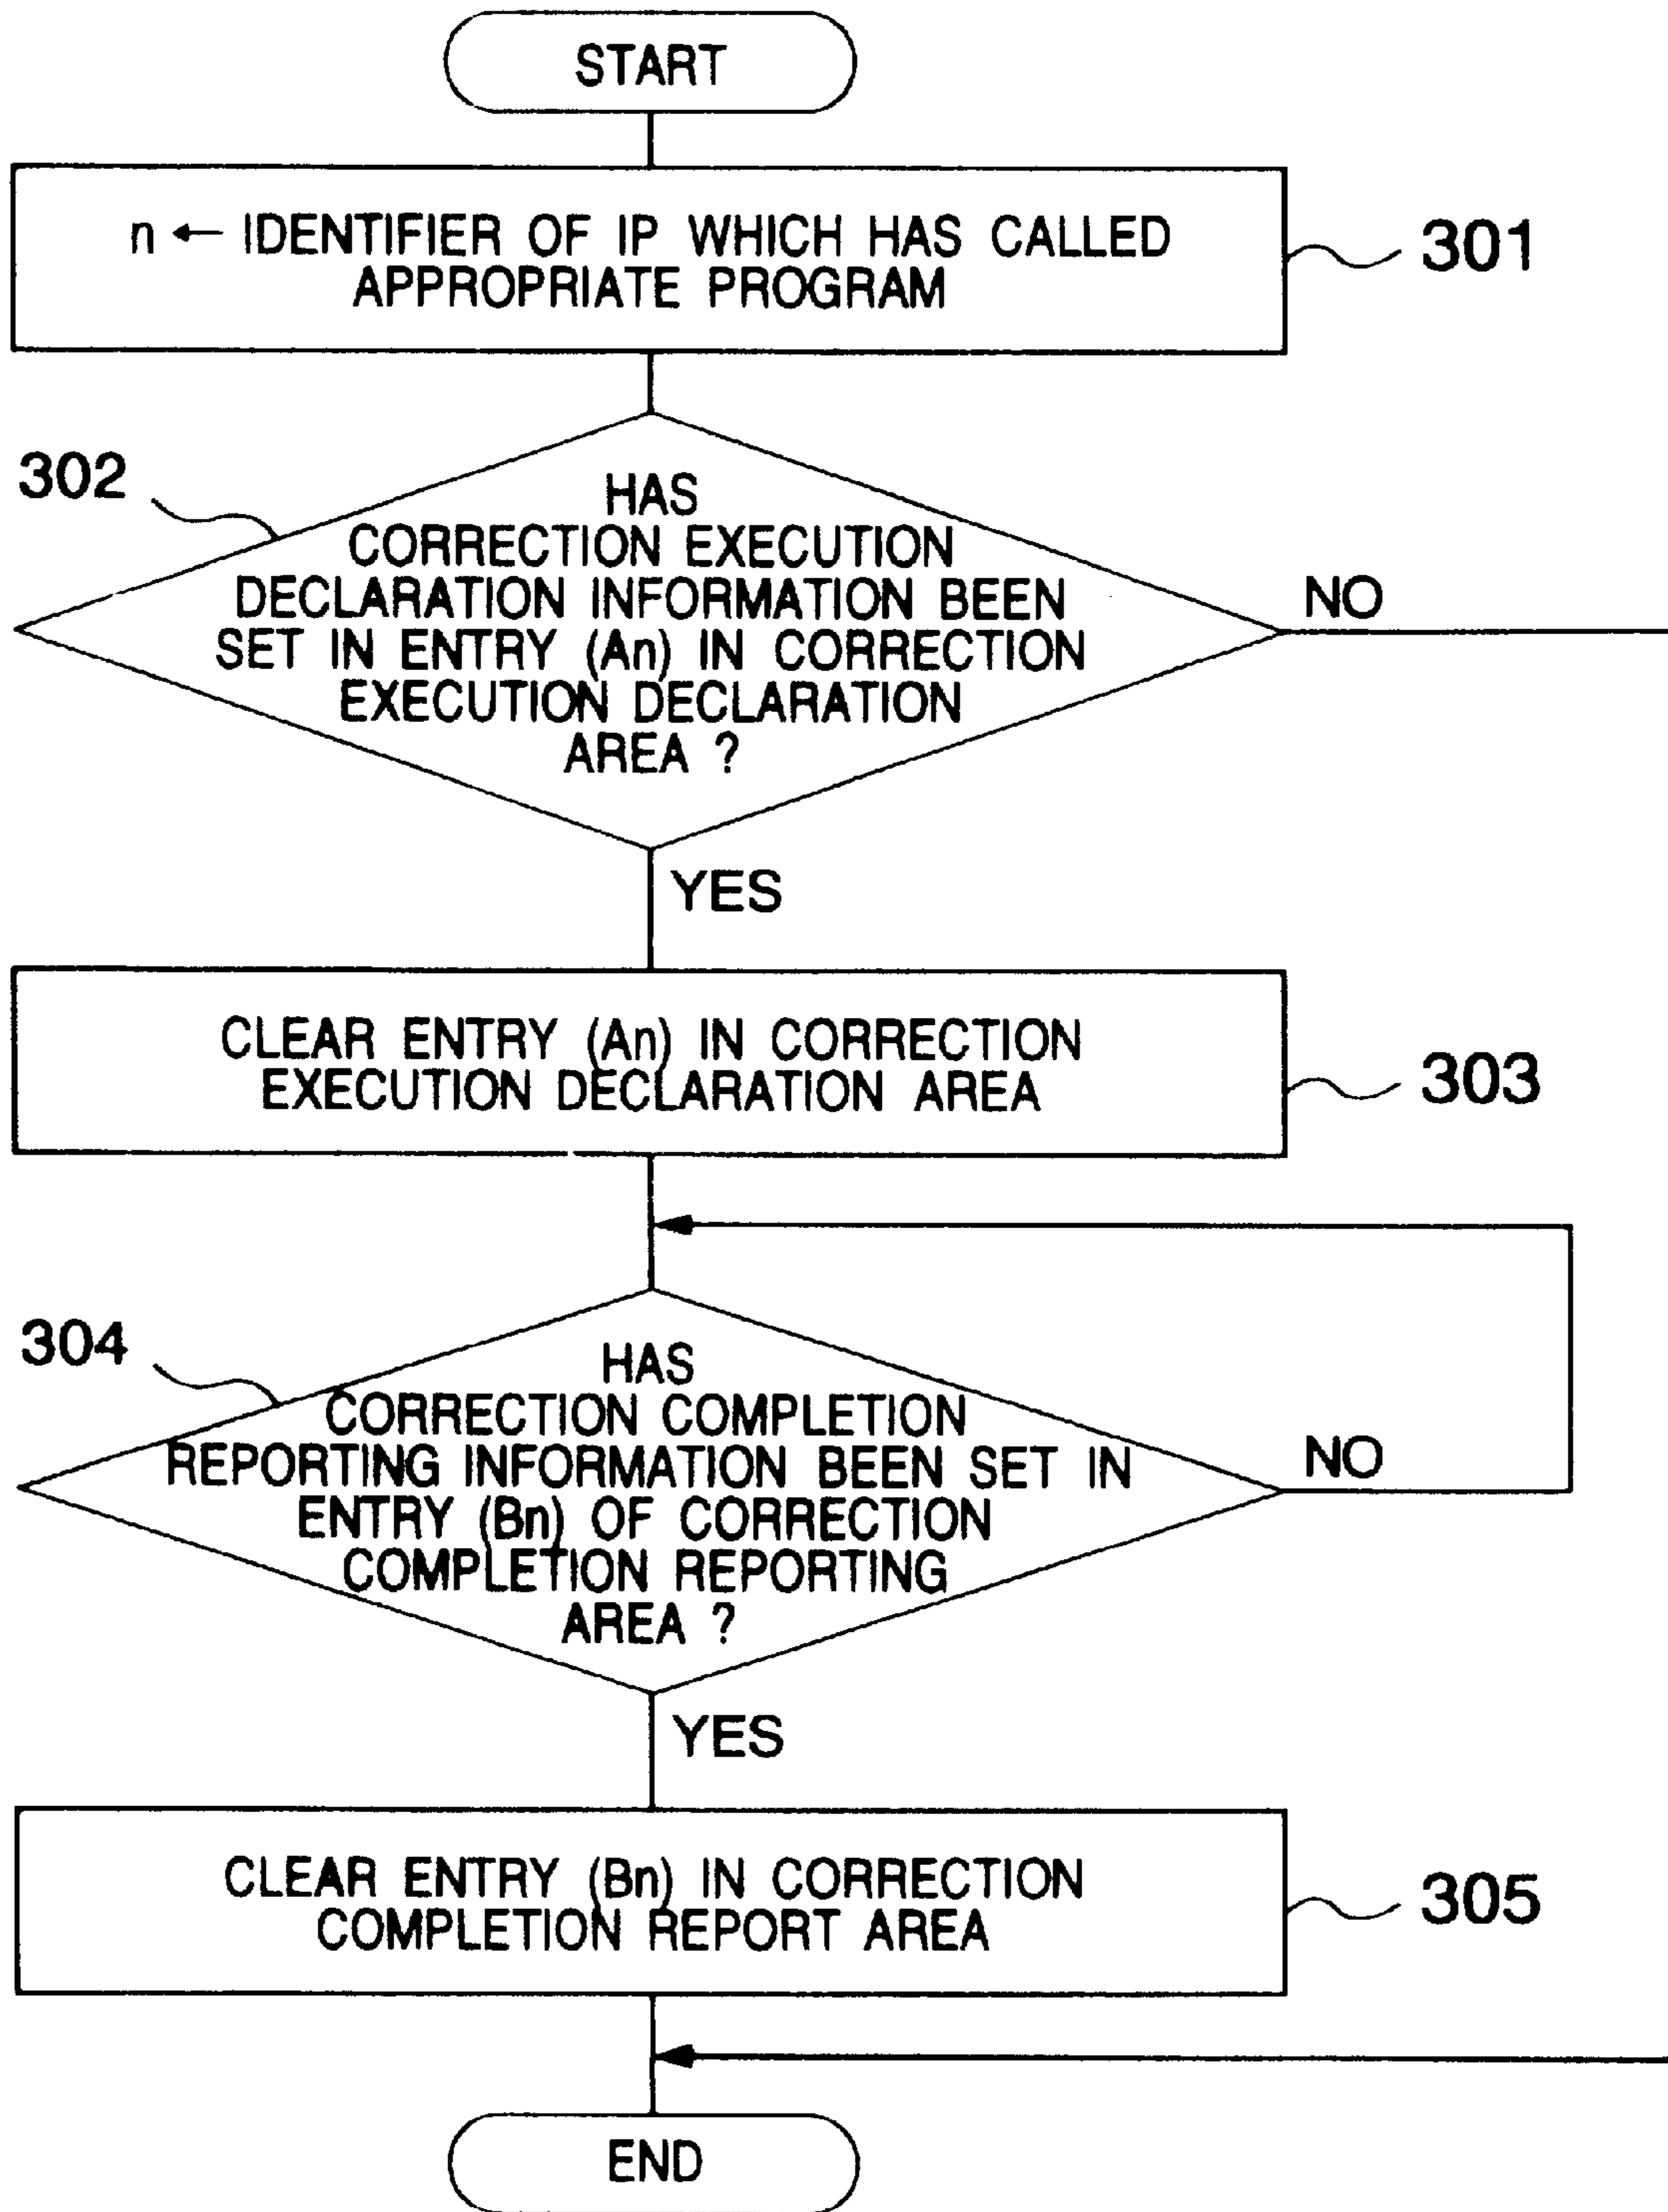 START
n ← IDENTIFIER OF IP WHICH HAS CALLED
APPROPRIATE PROGRAM
301
302
HAS
CORRECTION EXECUTION
DECLARATION INFORMATION BEEN
SET IN ENTRY (An) IN CORRECTION
EXECUTION DECLARATION
AREA ?
NO
YES
CLEAR ENTRY (An) IN CORRECTION
EXECUTION DECLARATION AREA
303
304
HAS
CORRECTION COMPLETION
REPORTING INFORMATION BEEN SET IN
ENTRY (Bn) OF CORRECTION
COMPLETION REPORTING
AREA ?
NO
YES
CLEAR ENTRY (Bn) IN CORRECTION
COMPLETION REPORT AREA
305
END